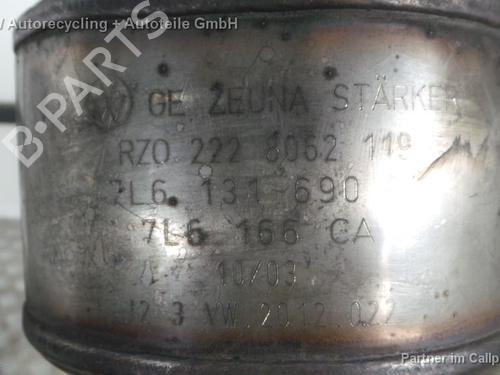 Autorecycling + Autoteile GmbH
B-PARTS
GE ZEUNA STÄRKER
RZO 222 8062 119
7L6. 131 690
7L6 166 CA
10/03
3 VW. 2012.022
Partner im Callp